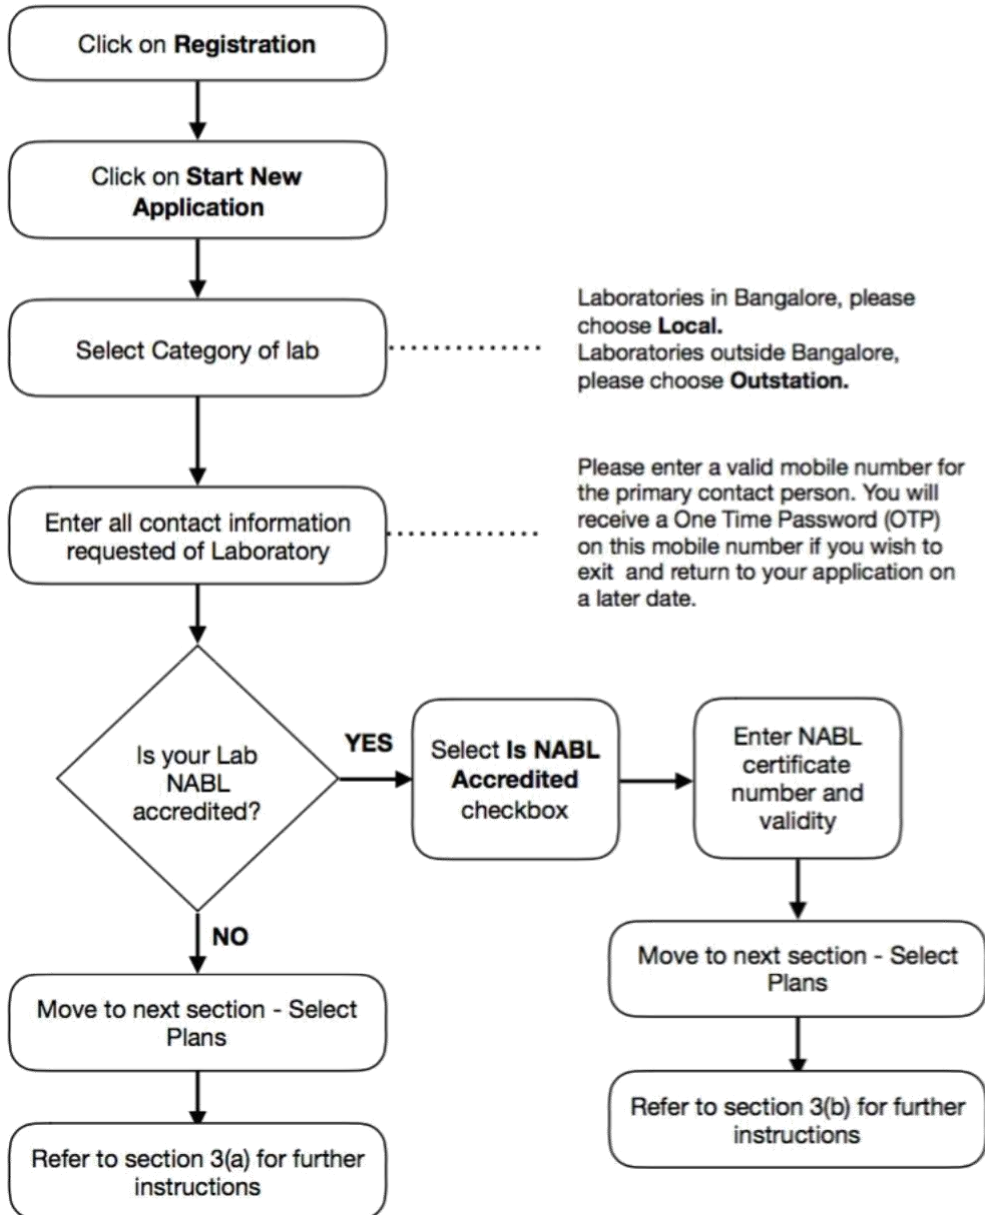 Click on Registration
Click on Start New
Application
Select Category of lab
Laboratories in Bangalore, please
choose Local.
Laboratories outside Bangalore,
please choose Outstation.
Enter all contact information
requested of Laboratory
Please enter a valid mobile number for
the primary contact person. You will
receive a One Time Password (OTP)
on this mobile number if you wish to
exit and return to your application on
a later date.
Is your Lab
NABL
accredited?
YES
Select Is NABL
Accredited
checkbox
Enter NABL
certificate
number and
validity
Move to next section - Select
Plans
Refer to section 3(b) for further
instructions
NO
Move to next section - Select
Plans
Refer to section 3(a) for further
instructions